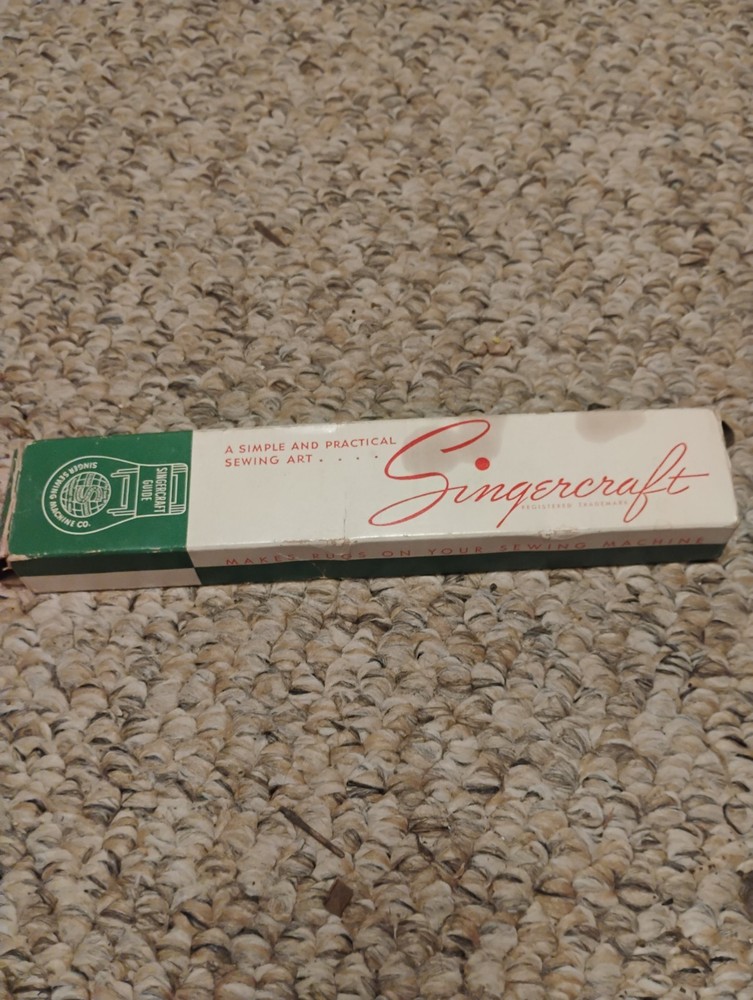 A SIMPLE AND PRACTICAL
SEWING ART . . . .
Singercraft
REGISTERED TRADEMARK
MAKES RUGS ON YOUR SEWING MACHINE
SINGERCRAFT
GUIDE
SINGER SEWING MACHINE CO.
S